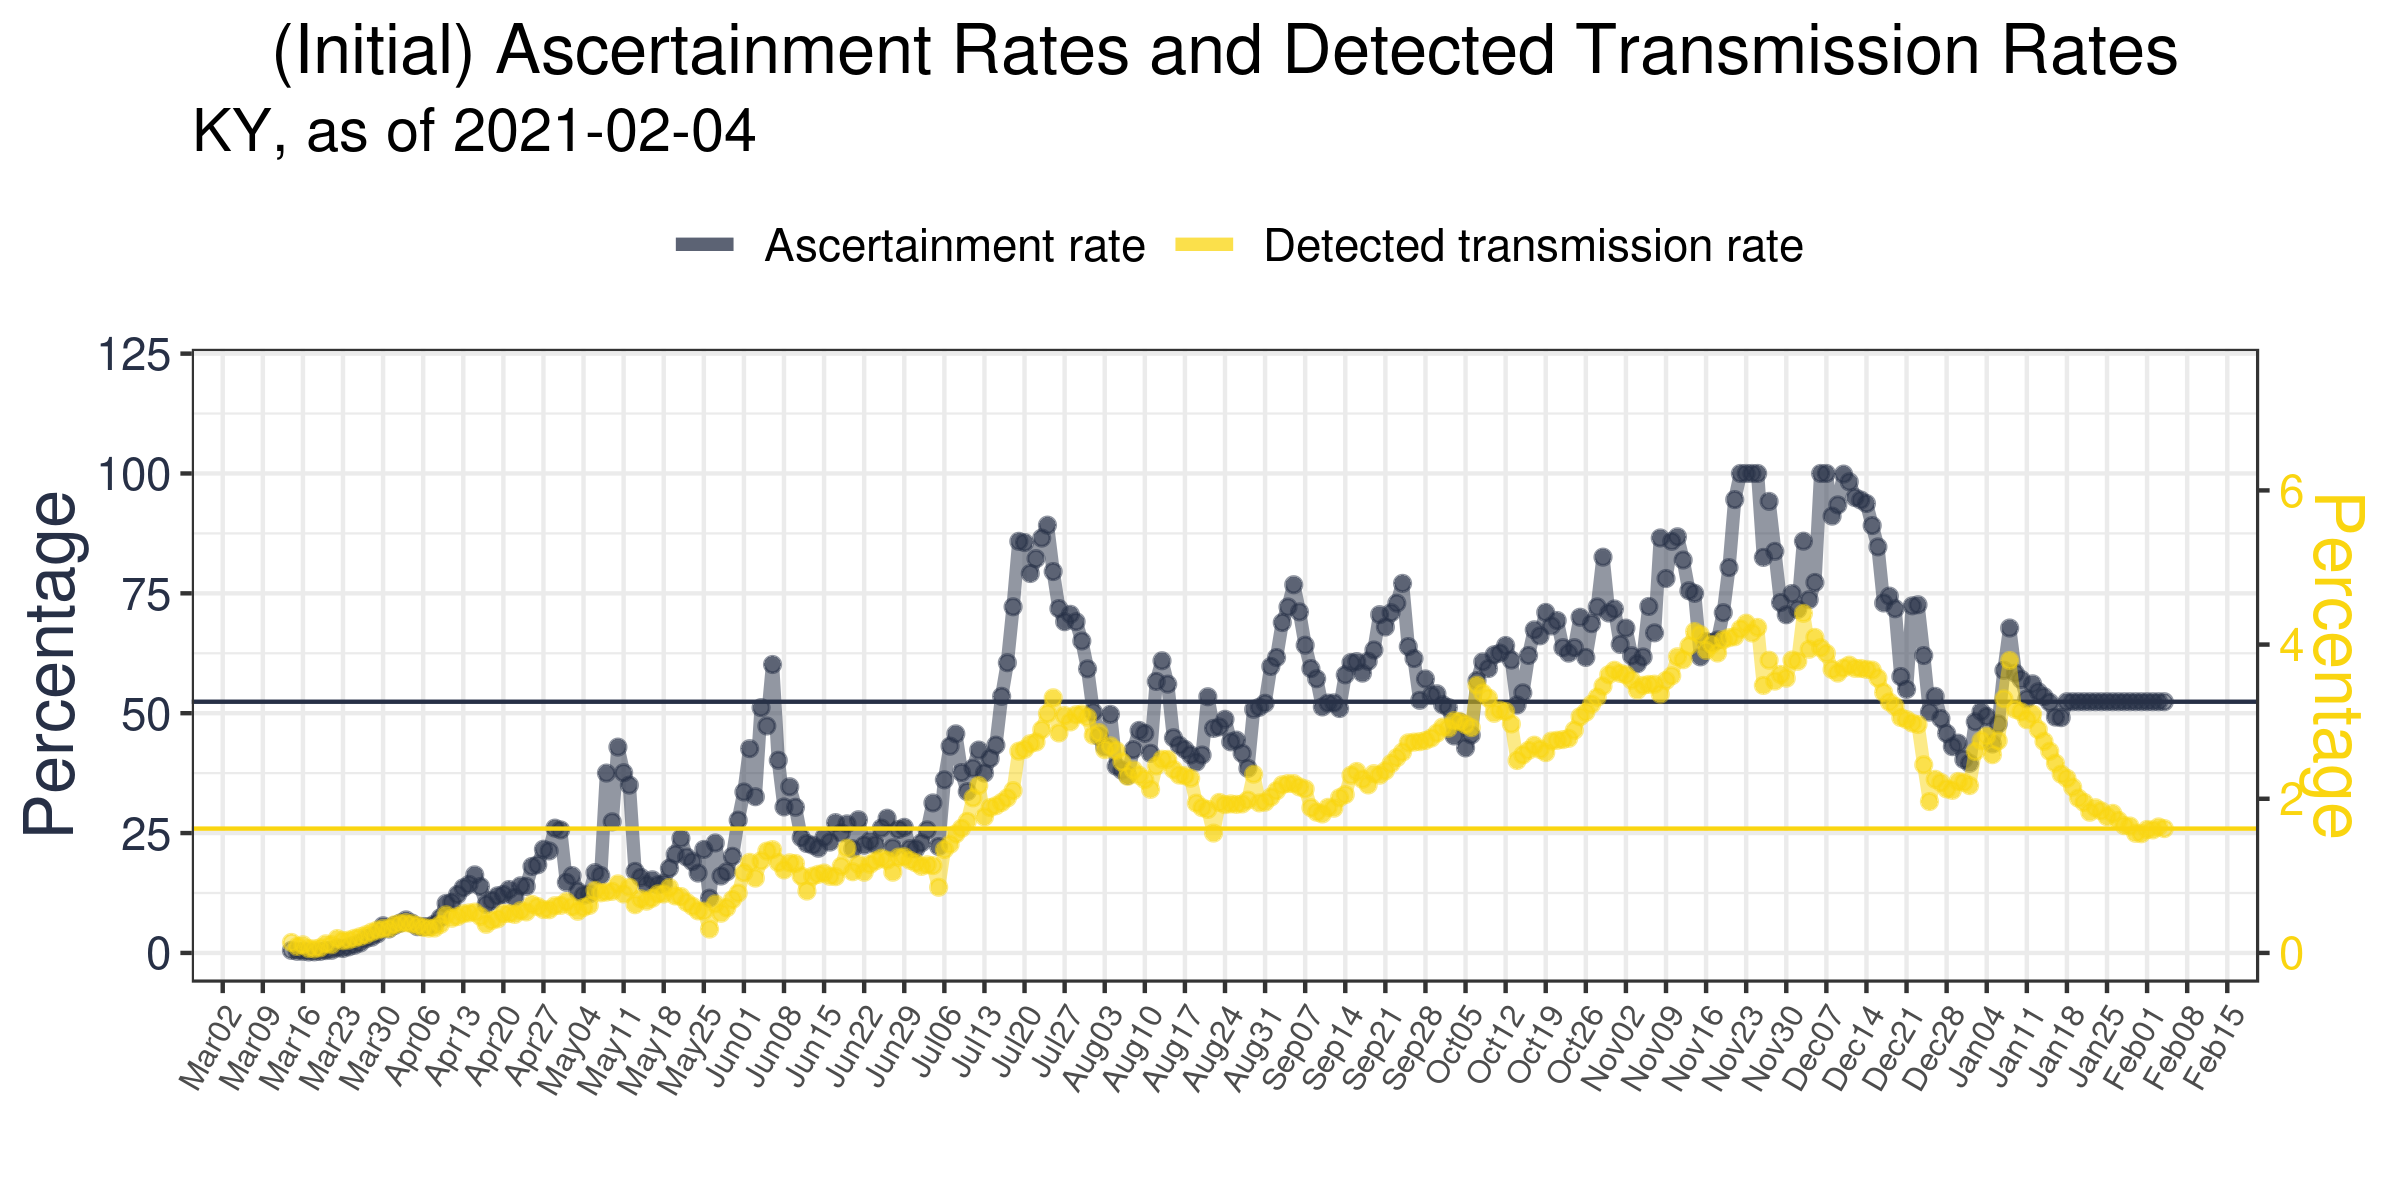 (Initial) Ascertainment Rates and Detected Transmission Rates
KY, as of 2021-02-04
Ascertainment rate
Detected transmission rate
Percentage
125
100
75
50
25
0
6
4
2
0
Percentage
Mar02
Mar09
Mar16
Mar23
Mar30
Apr06
Apr13
Apr20
Apr27
May04
May11
May18
May25
Jun01
Jun08
Jun15
Jun22
Jun29
Jul06
Jul13
Jul20
Jul27
Aug03
Aug10
Aug17
Aug24
Aug31
Sep07
Sep14
Sep21
Sep28
Oct05
Oct12
Oct19
Oct26
Nov02
Nov09
Nov16
Nov23
Nov30
Dec07
Dec14
Dec21
Dec28
Jan04
Jan11
Jan18
Jan25
Feb01
Feb08
Feb15